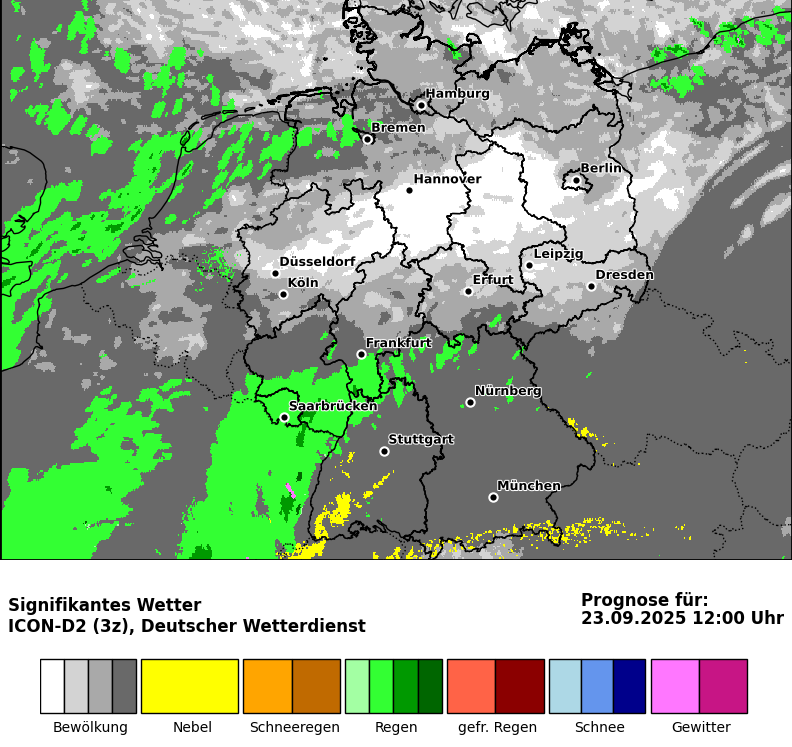 Hamburg
Bremen
Berlin
Hannover
Leipzig
Düsseldorf
Dresden
Köln
Erfurt
Frankfurt
Nürnberg
Saarbrücken
Stuttgart
München
Signifikantes Wetter
ICON-D2 (3z), Deutscher Wetterdienst
Prognose für:
23.09.2025 12:00 Uhr
Bewölkung
Nebel
Schneeregen
Regen
gefr. Regen
Schnee
Gewitter